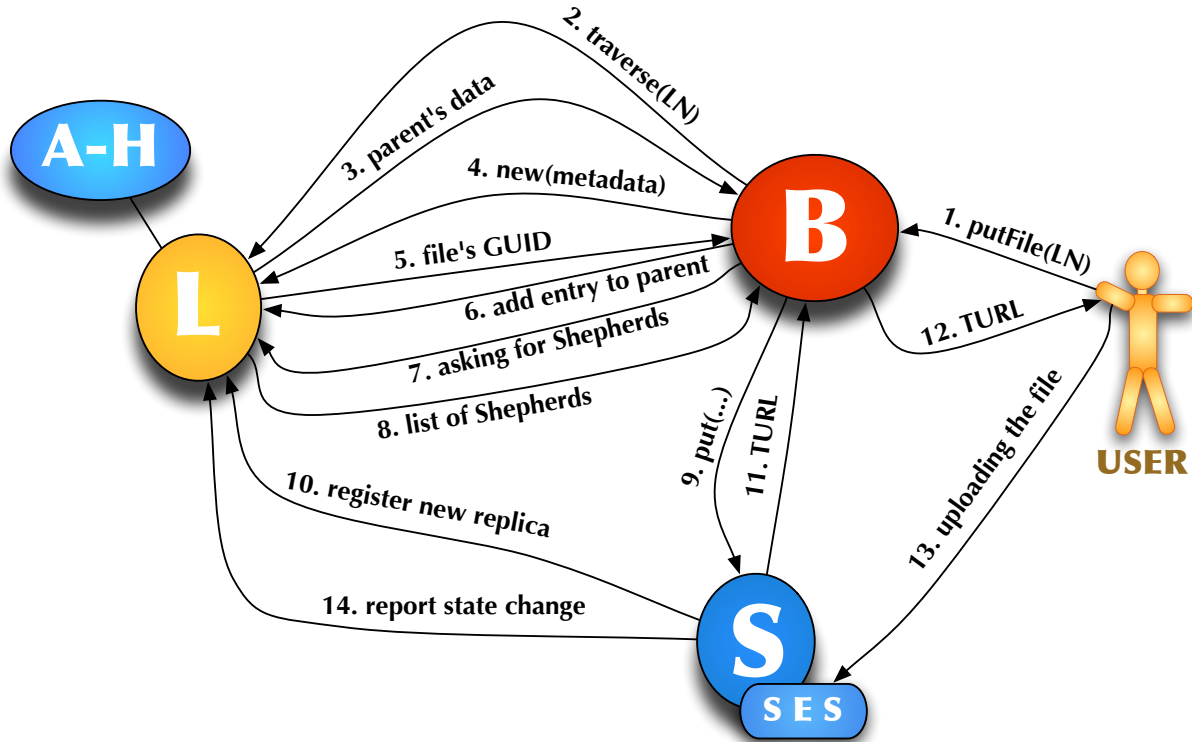 2. traverse(LN)
3. parent's data
A-H
4. new(metadata)
B
1. putFile(LN)
5. file's GUID
L
6. add entry to parent
12. TURL
7. asking for Shepherds
8. list of Shepherds
9. put(...)
11. TURL
USER
10. register new replica
13. uploading the file
14. report state change
S
S E S